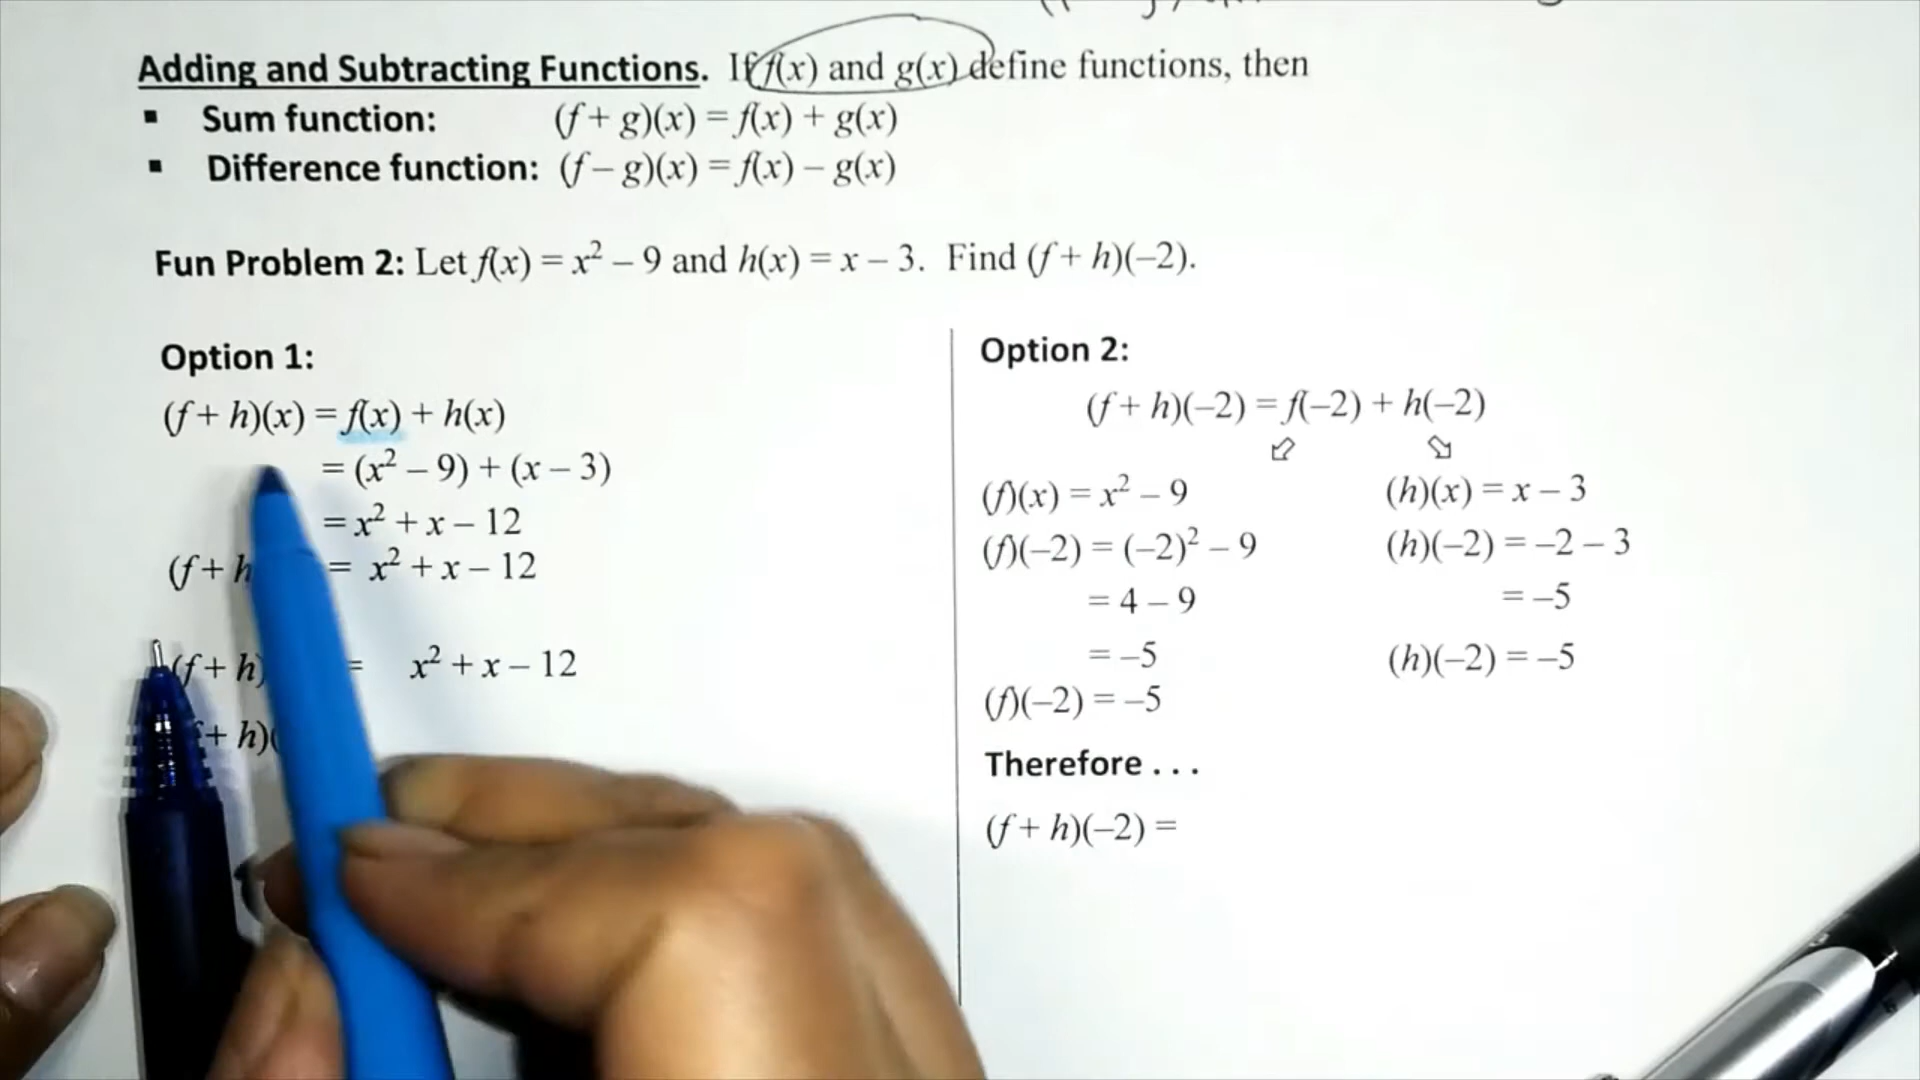 Adding and Subtracting Functions. If f(x) and g(x) define functions, then
▪ Sum function: (f + g)(x) = f(x) + g(x)
▪ Difference function: (f – g)(x) = f(x) – g(x)
Fun Problem 2: Let f(x) = x² – 9 and h(x) = x – 3. Find (f + h)(–2).
Option 1:
(f + h)(x) = f(x) + h(x)
= (x² – 9) + (x – 3)
= x² + x – 12
(f + h = x² + x – 12
(f + h) = x² + x – 12
+ h)(
Option 2:
(f + h)(–2) = f(–2) + h(–2)
(f)(x) = x² – 9
(f)(–2) = (–2)² – 9
= 4 – 9
= –5
(f)(–2) = –5
(h)(x) = x – 3
(h)(–2) = –2 – 3
= –5
(h)(–2) = –5
Therefore . . .
(f + h)(–2) =